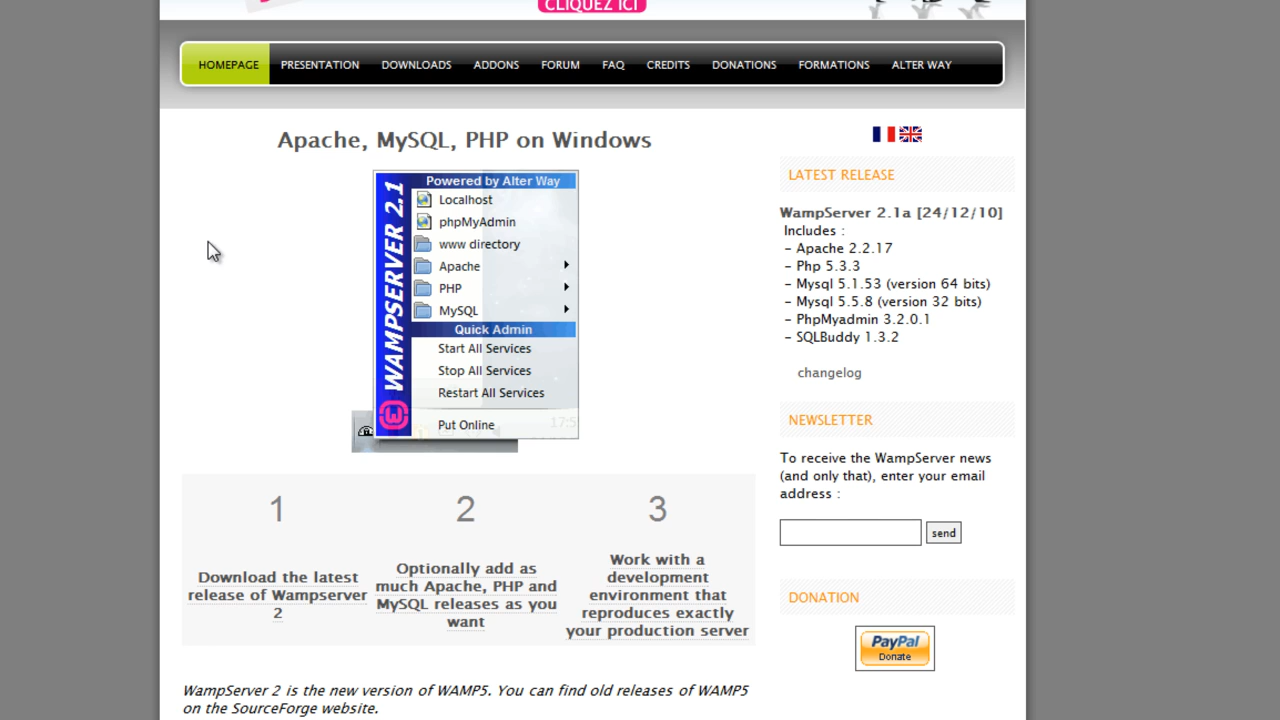 CLIQUEZ ICI
HOMEPAGE PRESENTATION DOWNLOADS ADDONS FORUM FAQ CREDITS DONATIONS FORMATIONS ALTER WAY
Apache, MySQL, PHP on Windows
WAMPSERVER 2.1
Powered by Alter Way
Localhost
phpMyAdmin
www directory
Apache
PHP
MySQL
Quick Admin
Start All Services
Stop All Services
Restart All Services
Put Online
1
Download the latest
release of Wampserver
2
2
Optionally add as
much Apache, PHP and
MySQL releases as you
want
3
Work with a
development
environment that
reproduces exactly
your production server
WampServer 2 is the new version of WAMP5. You can find old releases of WAMP5
on the SourceForge website.
LATEST RELEASE
WampServer 2.1a [24/12/10]
Includes :
- Apache 2.2.17
- Php 5.3.3
- Mysql 5.1.53 (version 64 bits)
- Mysql 5.5.8 (version 32 bits)
- PhpMyadmin 3.2.0.1
- SQLBuddy 1.3.2
changelog
NEWSLETTER
To receive the WampServer news
(and only that), enter your email
address :
send
DONATION
PayPal
Donate